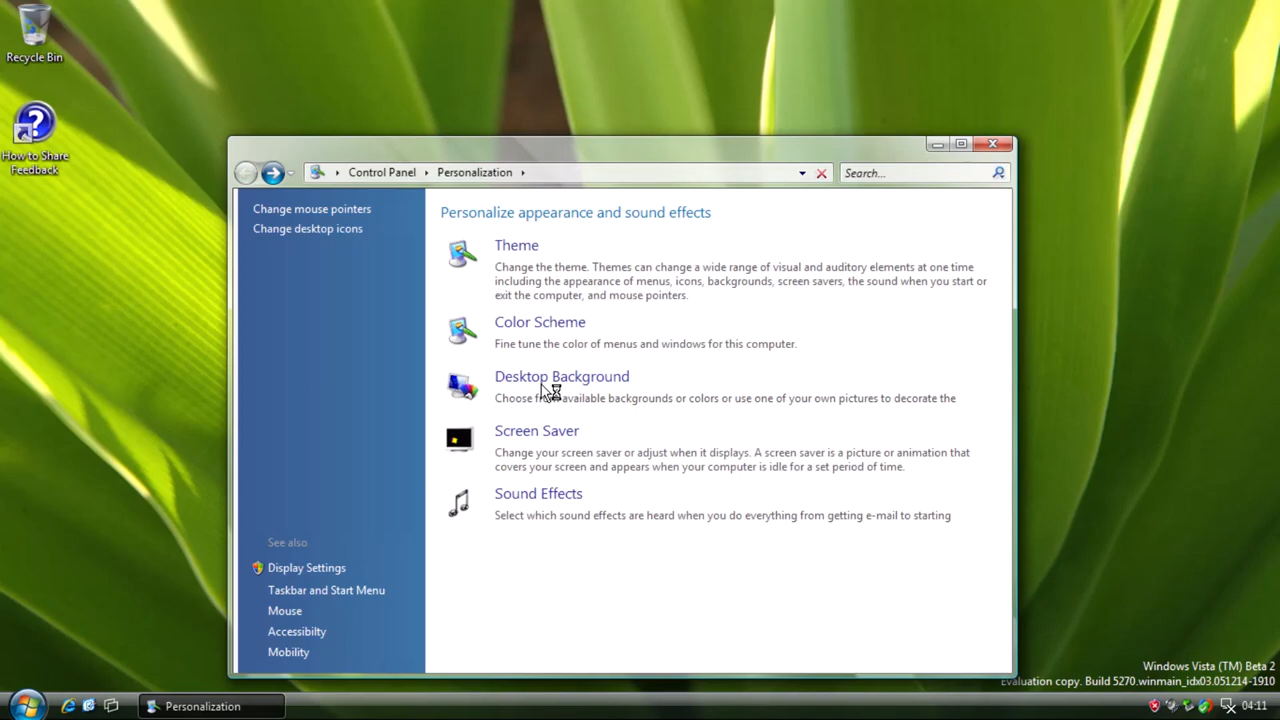 Recycle Bin
How to Share
Feedback
Control Panel
Personalization
Search...
Change mouse pointers
Change desktop icons
Personalize appearance and sound effects
Theme
Change the theme. Themes can change a wide range of visual and auditory elements at one time
including the appearance of menus, icons, backgrounds, screen savers, the sound when you start or
exit the computer, and mouse pointers.
Color Scheme
Fine tune the color of menus and windows for this computer.
Desktop Background
Choose available backgrounds or colors or use one of your own pictures to decorate the
Screen Saver
Change your screen saver or adjust when it displays. A screen saver is a picture or animation that
covers your screen and appears when your computer is idle for a set period of time.
Sound Effects
Select which sound effects are heard when you do everything from getting e-mail to starting
See also
Display Settings
Taskbar and Start Menu
Mouse
Accessibilty
Mobility
Windows Vista (TM) Beta 2
Evaluation copy. Build 5270.winmain_idx03.051214-1910
Personalization
04:11